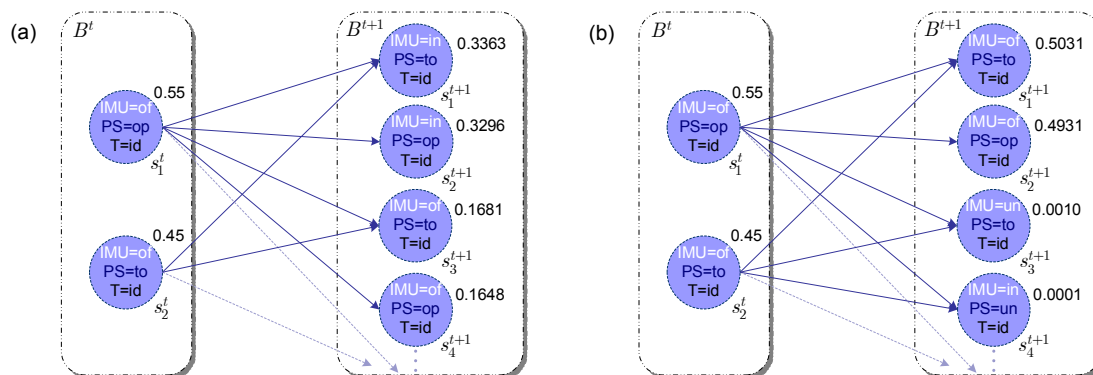 (a)
B^t
0.55
IMU=of
PS=op
T=id
s_1^t
0.45
IMU=of
PS=to
T=id
s_2^t
B^{t+1}
IMU=in
PS=to
T=id
0.3363
s_1^{t+1}
IMU=in
PS=op
T=id
0.3296
s_2^{t+1}
IMU=of
PS=to
T=id
0.1681
s_3^{t+1}
IMU=of
PS=op
T=id
0.1648
s_4^{t+1}
(b)
B^t
0.55
IMU=of
PS=op
T=id
s_1^t
0.45
IMU=of
PS=to
T=id
s_2^t
B^{t+1}
IMU=of
PS=to
T=id
0.5031
s_1^{t+1}
IMU=of
PS=op
T=id
0.4931
s_2^{t+1}
IMU=un
PS=to
T=id
0.0010
s_3^{t+1}
IMU=in
PS=un
T=id
0.0001
s_4^{t+1}